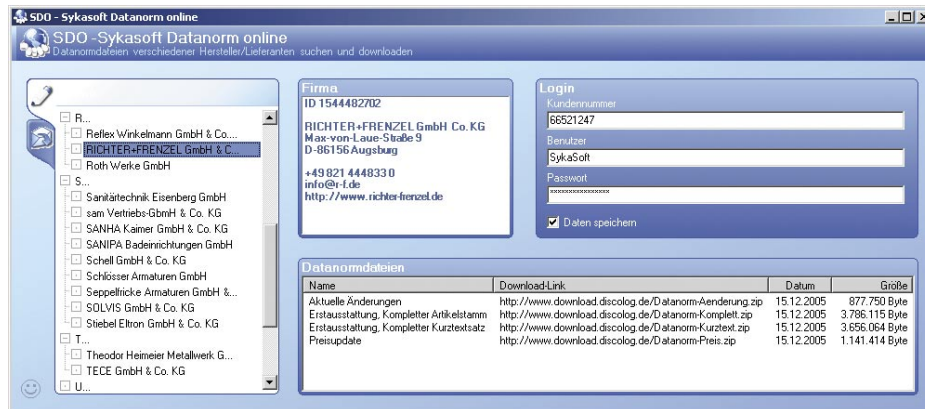 SDO - Sykasoft Datanorm online
SDO -Sykasoft Datanorm online
Datanormdateien verschiedener Hersteller/Lieferanten suchen und downloaden
R...
Reflex Winkelmann GmbH & Co....
RICHTER+FRENZEL GmbH & C...
Roth Werke GmbH
S...
Sanitärtechnik Eisenberg GmbH
sam Vertriebs-GbmH & Co. KG
SANHA Kaimer GmbH & Co. KG
SANIPA Badeinrichtungen GmbH
Schell GmbH & Co. KG
Schlösser Armaturen GmbH
Seppelfricke Armaturen GmbH &...
SOLVIS GmbH & Co. KG
Stiebel Eltron GmbH & Co. KG
T...
Theodor Heimeier Metallwerk G...
TECE GmbH & Co. KG
U...
Firma
ID 1544482702
RICHTER+FRENZEL GmbH Co. KG
Max-von-Laue-Straße 9
D-86156 Augsburg
+49 821 444833 0
info@r-f.de
http://www.richter-frenzel.de
Login
Kundennummer
66521247
Benutzer
SykaSoft
Passwort
xxxxxxxxxxxxxxx
Daten speichern
Datanormdateien
Name Download-Link Datum Größe
Aktuelle Änderungen http://www.download.discolog.de/Datanorm-Aenderung.zip 15.12.2005 877.750 Byte
Erstausstattung, Kompletter Artikelstamm http://www.download.discolog.de/Datanorm-Komplett.zip 15.12.2005 3.786.115 Byte
Erstausstattung, Kompletter Kurztextsatz http://www.download.discolog.de/Datanorm-Kurztext.zip 15.12.2005 3.656.064 Byte
Preisupdate http://www.download.discolog.de/Datanorm-Preis.zip 15.12.2005 1.141.414 Byte